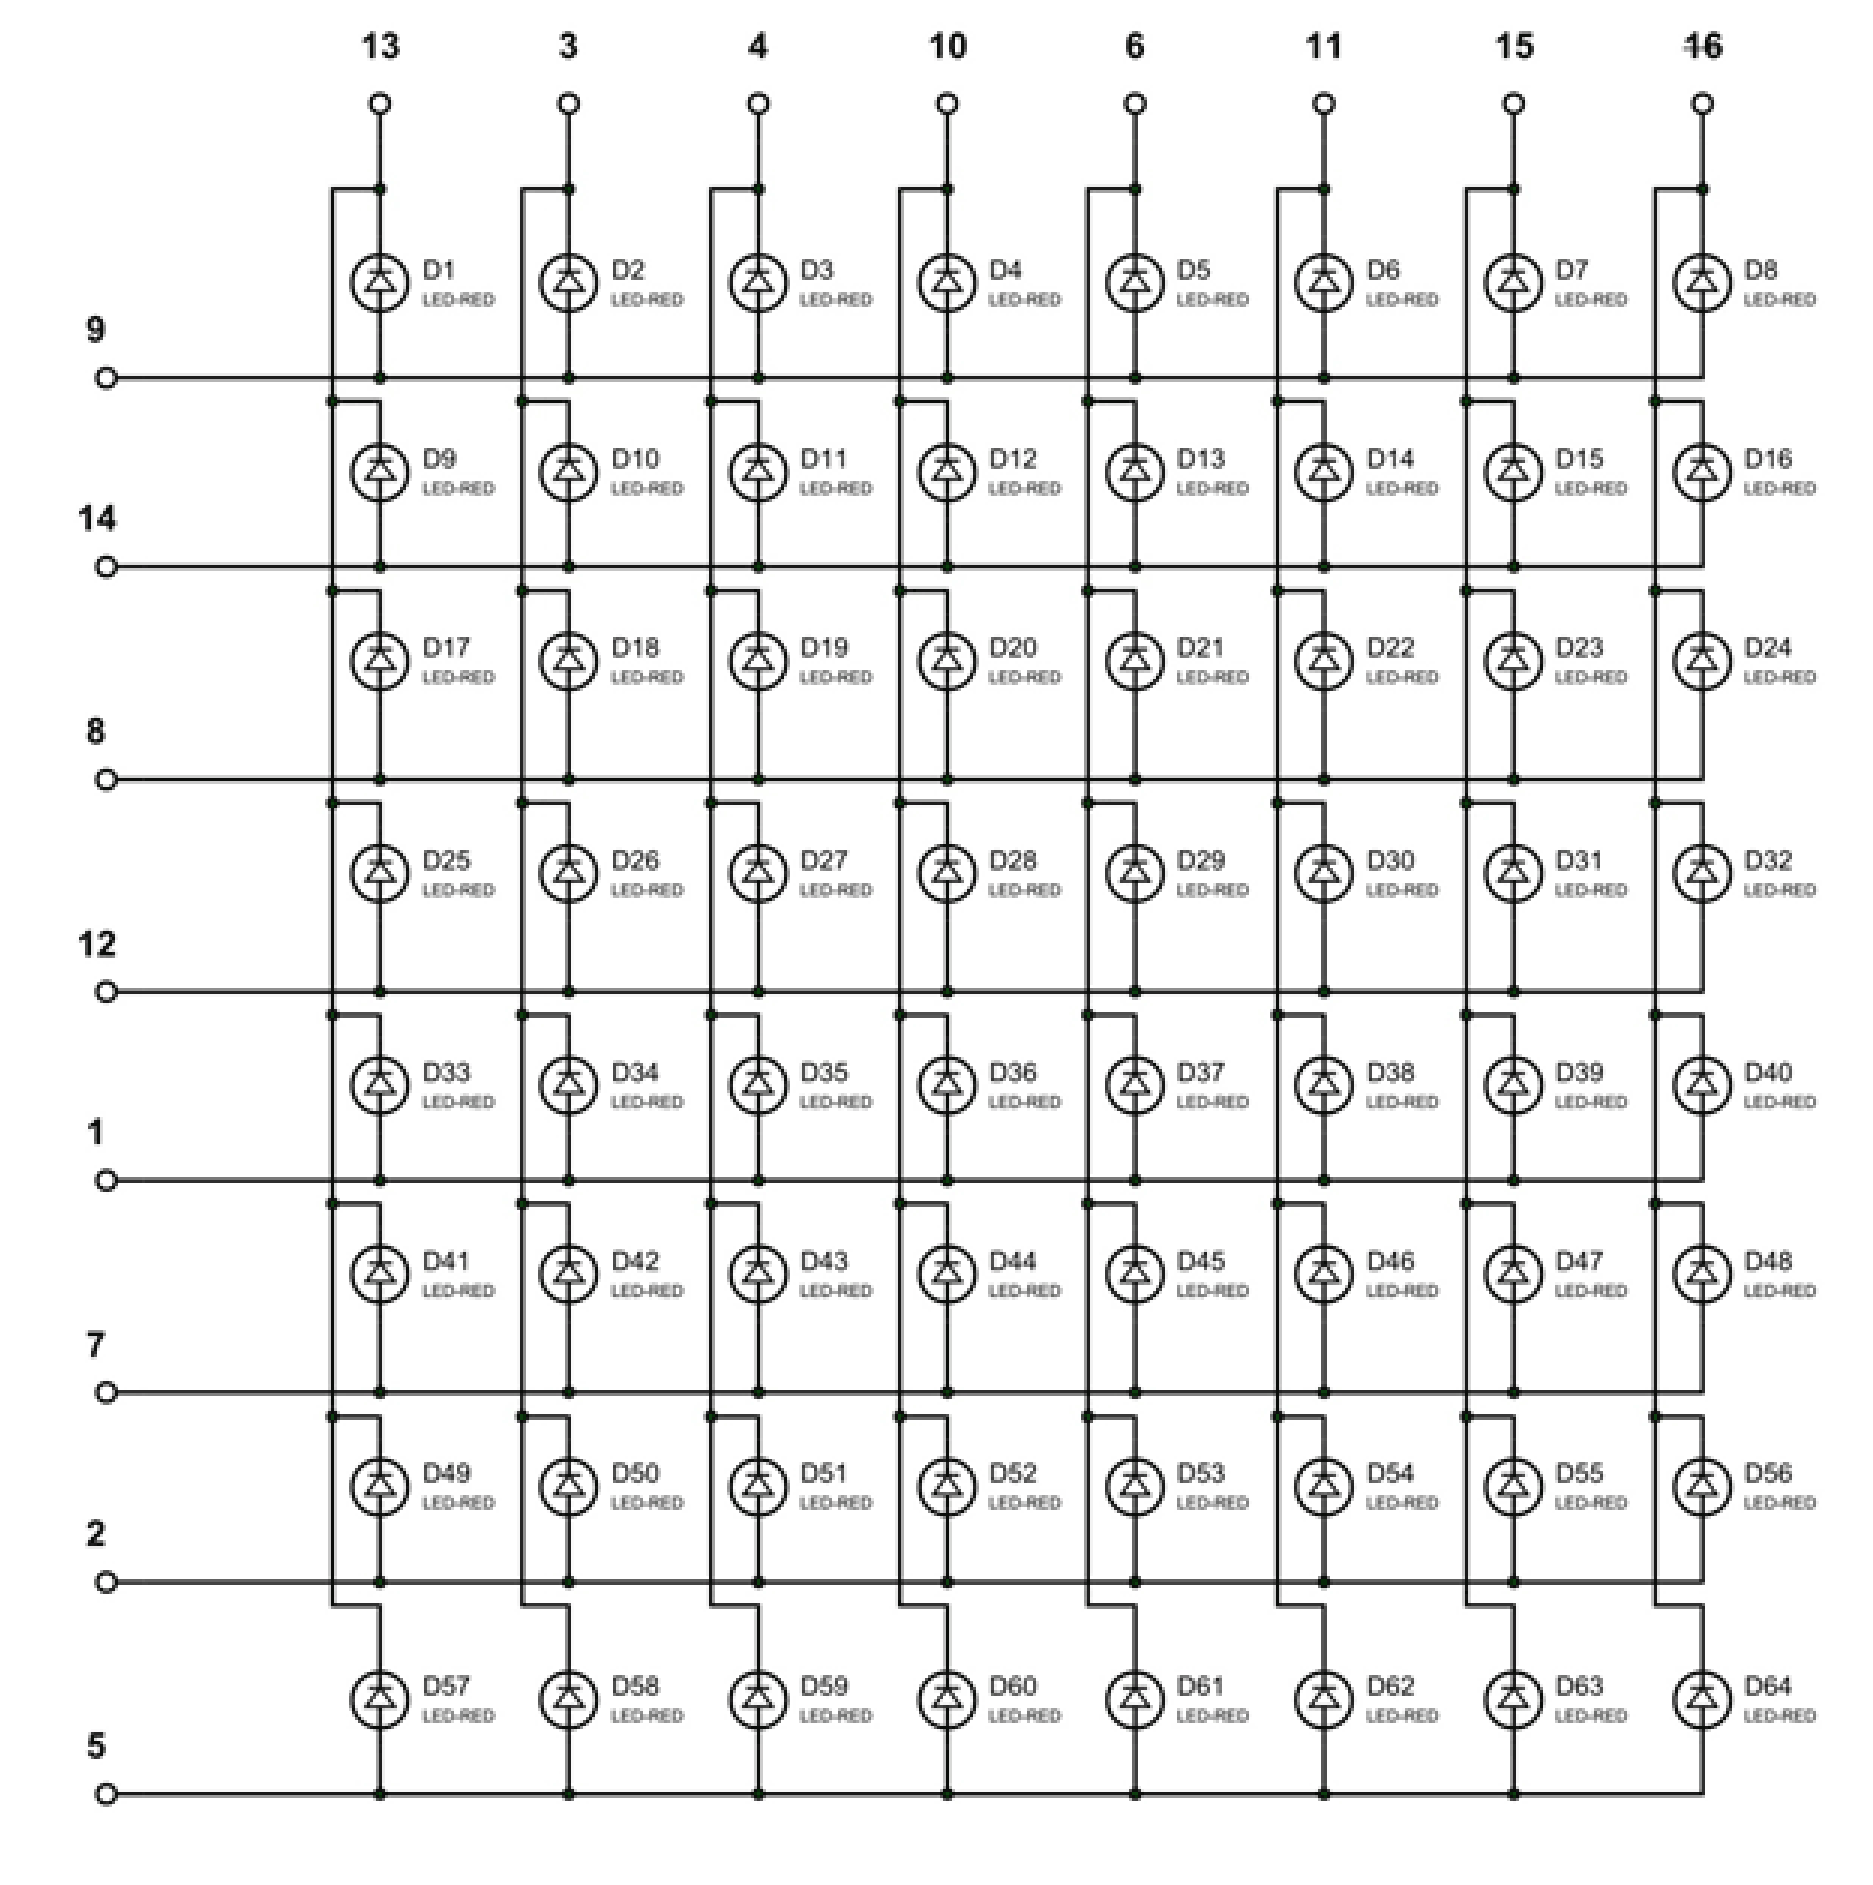 13 3 4 10 6 11 15 16
D1 D2 D3 D4 D5 D6 D7 D8
LED-RED LED-RED LED-RED LED-RED LED-RED LED-RED LED-RED LED-RED
9
D9 D10 D11 D12 D13 D14 D15 D16
LED-RED LED-RED LED-RED LED-RED LED-RED LED-RED LED-RED LED-RED
14
D17 D18 D19 D20 D21 D22 D23 D24
LED-RED LED-RED LED-RED LED-RED LED-RED LED-RED LED-RED LED-RED
8
D25 D26 D27 D28 D29 D30 D31 D32
LED-RED LED-RED LED-RED LED-RED LED-RED LED-RED LED-RED LED-RED
12
D33 D34 D35 D36 D37 D38 D39 D40
LED-RED LED-RED LED-RED LED-RED LED-RED LED-RED LED-RED LED-RED
1
D41 D42 D43 D44 D45 D46 D47 D48
LED-RED LED-RED LED-RED LED-RED LED-RED LED-RED LED-RED LED-RED
7
D49 D50 D51 D52 D53 D54 D55 D56
LED-RED LED-RED LED-RED LED-RED LED-RED LED-RED LED-RED LED-RED
2
D57 D58 D59 D60 D61 D62 D63 D64
LED-RED LED-RED LED-RED LED-RED LED-RED LED-RED LED-RED LED-RED
5